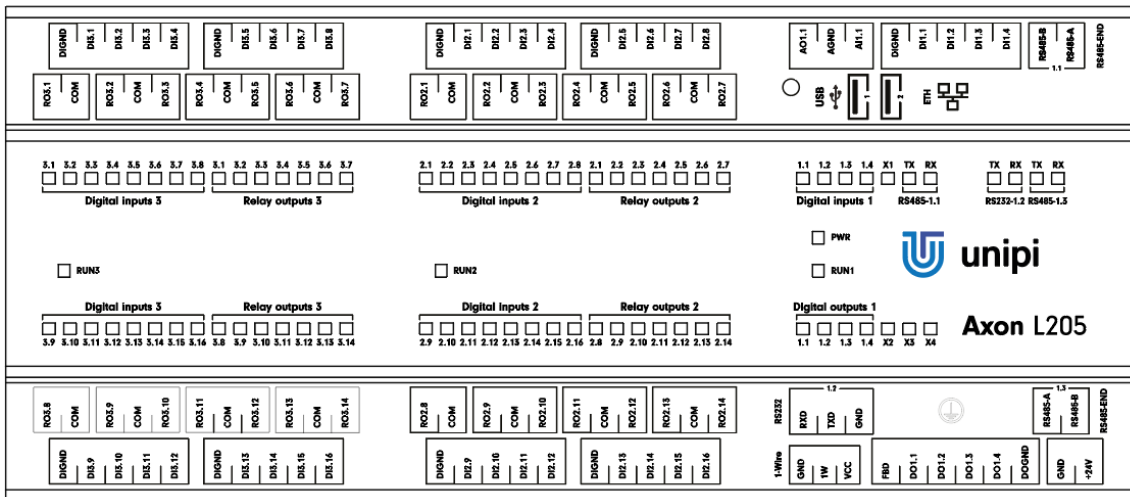 DIGND DI3.1 DI3.2 DI3.3 DI3.4 DIGND DI3.5 DI3.6 DI3.7 DI3.8 DIGND DI2.1 DI2.2 DI2.3 DI2.4 DIGND DI2.5 DI2.6 DI2.7 DI2.8 AO1.1 AGND AI1.1 DIGND DI1.1 DI1.2 DI1.3 DI1.4 RS485-B RS485-A RS485-END
1.1
RO3.1 COM RO3.2 COM RO3.3 RO3.4 COM RO3.5 RO3.6 COM RO3.7 RO2.1 COM RO2.2 COM RO2.3 RO2.4 COM RO2.5 RO2.6 COM RO2.7 USB 1 2 ETH
3.1 3.2 3.3 3.4 3.5 3.6 3.7 3.8 3.1 3.2 3.3 3.4 3.5 3.6 3.7 2.1 2.2 2.3 2.4 2.5 2.6 2.7 2.8 2.1 2.2 2.3 2.4 2.5 2.6 2.7 1.1 1.2 1.3 1.4 X1 TX RX TX RX TX RX
Digital inputs 3 Relay outputs 3 Digital inputs 2 Relay outputs 2 Digital inputs 1 RS485-1.1 RS232-1.2 RS485-1.3
PWR
unipi
RUN3 RUN2 RUN1
Digital inputs 3 Relay outputs 3 Digital Inputs 2 Relay outputs 2 Digital outputs 1
Axon L205
3.9 3.10 3.11 3.12 3.13 3.14 3.15 3.16 3.8 3.9 3.10 3.11 3.12 3.13 3.14 2.9 2.10 2.11 2.12 2.13 2.14 2.15 2.16 2.8 2.9 2.10 2.11 2.12 2.13 2.14 1.1 1.2 1.3 1.4 X2 X3 X4
1.2 1.3
RO3.8 COM RO3.9 COM RO3.10 RO3.11 COM RO3.12 RO3.13 COM RO3.14 RO2.8 COM RO2.9 COM RO2.10 RO2.11 COM RO2.12 RO2.13 COM RO2.14 RS232 RXD TXD GND RS485-A RS485-B RS485-END
DIGND DI3.9 DI3.10 DI3.11 DI3.12 DIGND DI3.13 DI3.14 DI3.15 DI3.16 DIGND DI2.9 DI2.10 DI2.11 DI2.12 DIGND DI2.13 DI2.14 DI2.15 DI2.16 1-Wire GND 1W VCC FBD DO1.1 DO1.2 DO1.3 DO1.4 DOGND GND +24V